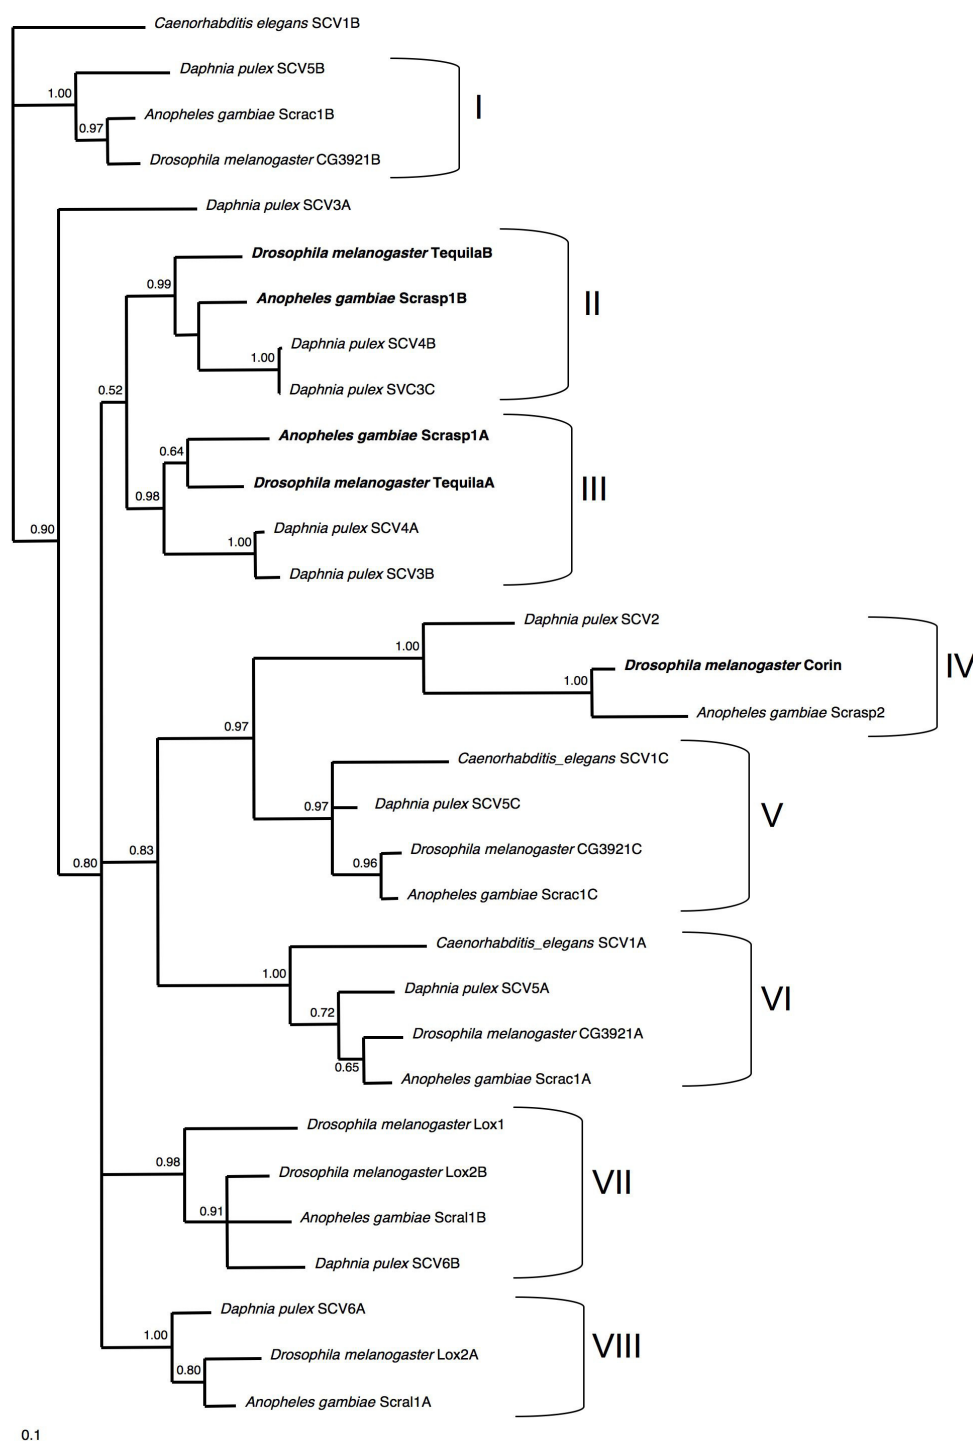 Caenorhabditis elegans SCV1B
Daphnia pulex SCV5B
1.00
Anopheles gambiae Scrac1B
I
0.97
Drosophila melanogaster CG3921B
Daphnia pulex SCV3A
Drosophila melanogaster TequilaB
0.99
Anopheles gambiae Scrasp1B
II
Daphnia pulex SCV4B
1.00
Daphnia pulex SVC3C
0.52
Anopheles gambiae Scrasp1A
0.64
Drosophila melanogaster TequilaA
III
0.98
Daphnia pulex SCV4A
0.90
1.00
Daphnia pulex SCV3B
Daphnia pulex SCV2
1.00
Drosophila melanogaster Corin
IV
1.00
Anopheles gambiae Scrasp2
0.97
Caenorhabditis_elegans SCV1C
Daphnia pulex SCV5C
0.97
V
Drosophila melanogaster CG3921C
0.83
0.80
0.96
Anopheles gambiae Scrac1C
Caenorhabditis_elegans SCV1A
1.00
Daphnia pulex SCV5A
VI
0.72
Drosophila melanogaster CG3921A
0.65
Anopheles gambiae Scrac1A
Drosophila melanogaster Lox1
0.98
Drosophila melanogaster Lox2B
VII
0.91
Anopheles gambiae Scral1B
Daphnia pulex SCV6B
Daphnia pulex SCV6A
1.00
VIII
Drosophila melanogaster Lox2A
0.80
Anopheles gambiae Scral1A
0.1